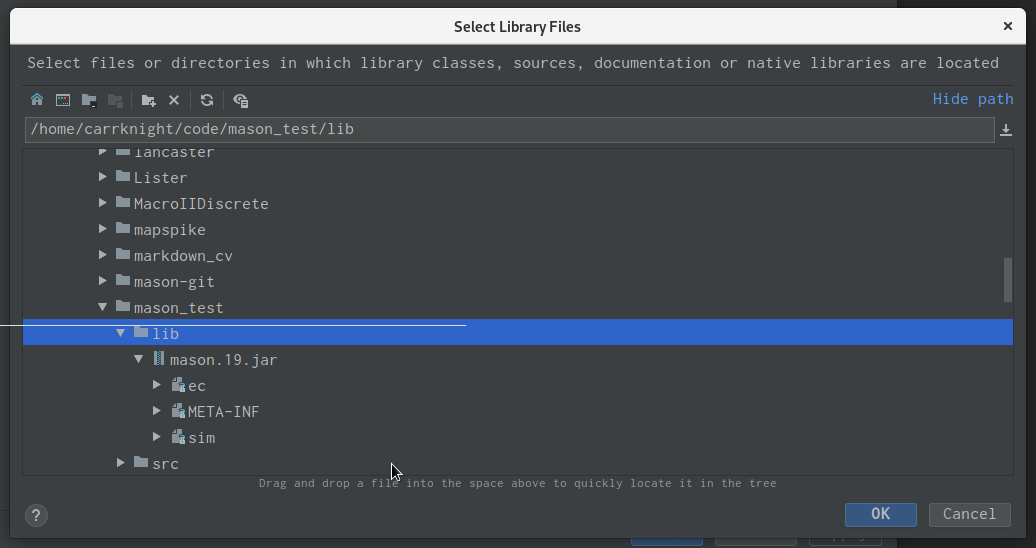 Select Library Files
Select files or directories in which library classes, sources, documentation or native libraries are located
Hide path
/home/carrknight/code/mason_test/lib
lancaster
Lister
MacroIIDiscrete
mapspike
markdown_cv
mason-git
mason_test
lib
mason.19.jar
ec
META-INF
sim
src
Drag and drop a file into the space above to quickly locate it in the tree
?
OK
Cancel